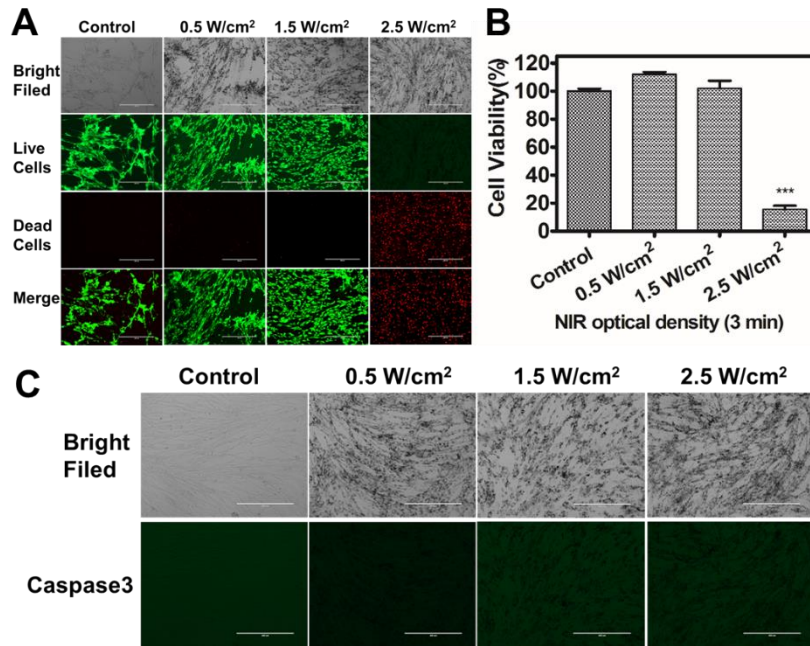 A
Control 0.5 W/cm² 1.5 W/cm² 2.5 W/cm²
Bright
Filed
Live
Cells
Dead
Cells
Merge
B
Cell Viability(%)
120
100
80
60
40
20
0
***
Control 0.5 W/cm² 1.5 W/cm² 2.5 W/cm²
NIR optical density (3 min)
C
Control 0.5 W/cm² 1.5 W/cm² 2.5 W/cm²
Bright
Filed
Caspase3